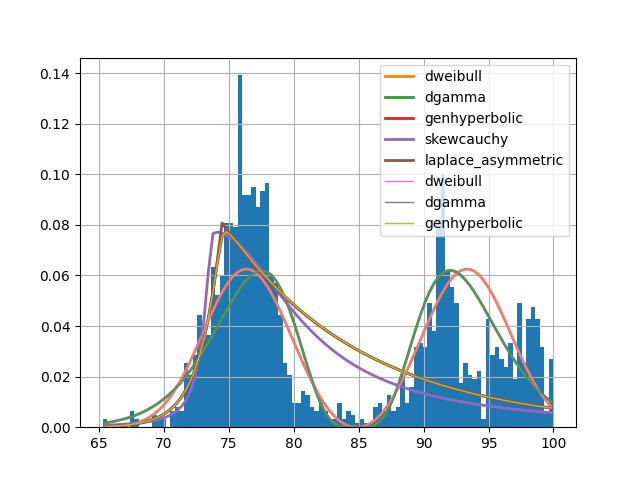 0.14
0.12
0.10
0.08
0.06
0.04
0.02
0.00
65 70 75 80 85 90 95 100
dweibull
dgamma
genhyperbolic
skewcauchy
laplace_asymmetric
dweibull
dgamma
genhyperbolic